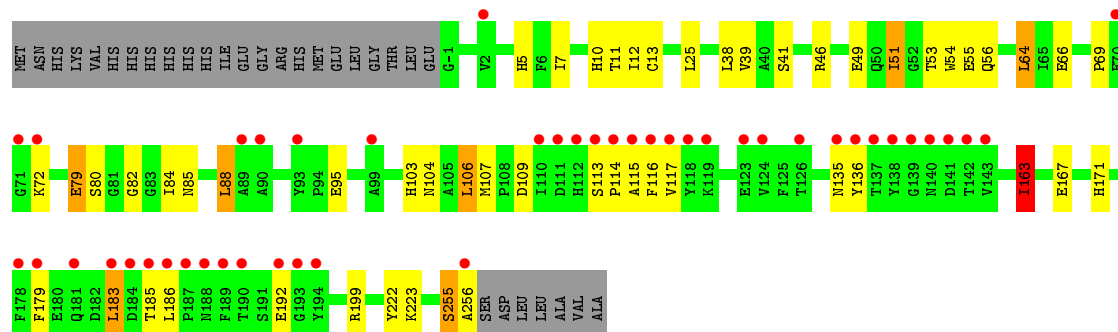 MET ASN HIS LYS VAL HIS HIS HIS HIS HIS HIS ILE GLU GLY ARG HIS MET GLU LEU GLY THR LEU GLU G-1 V2 H5 F6 I7 H10 T11 I12 C13 L25 L38 V39 A40 S41 R46 E49 Q50 I51 G52 T53 W54 E55 Q56 L64 I65 E66 P69 E70
G71 K72 E79 S80 G81 G82 G83 I84 N85 L88 A89 A90 Y93 P94 E95 A99 H103 N104 A105 L106 M107 P108 D109 I110 D111 H112 S113 P114 A115 F116 V117 Y118 K119 E123 V124 F125 T126 N135 Y136 T137 Y138 G139 N140 D141 T142 V143 I163 E167 H171
F178 F179 E180 Q181 D182 L183 D184 T185 L186 P187 N188 F189 T190 S191 E192 G193 Y194 R199 Y222 K223 S255 A256 SER ASP LEU LEU ALA VAL ALA